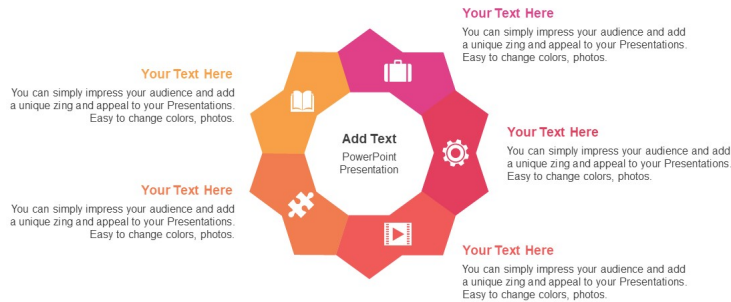 Your Text Here
You can simply impress your audience and add
a unique zing and appeal to your Presentations.
Easy to change colors, photos.
Your Text Here
You can simply impress your audience and add
a unique zing and appeal to your Presentations.
Easy to change colors, photos.
Add Text
PowerPoint
Presentation
Your Text Here
You can simply impress your audience and add
a unique zing and appeal to your Presentations.
Easy to change colors, photos.
Your Text Here
You can simply impress your audience and add
a unique zing and appeal to your Presentations.
Easy to change colors, photos.
Your Text Here
You can simply impress your audience and add
a unique zing and appeal to your Presentations.
Easy to change colors, photos.